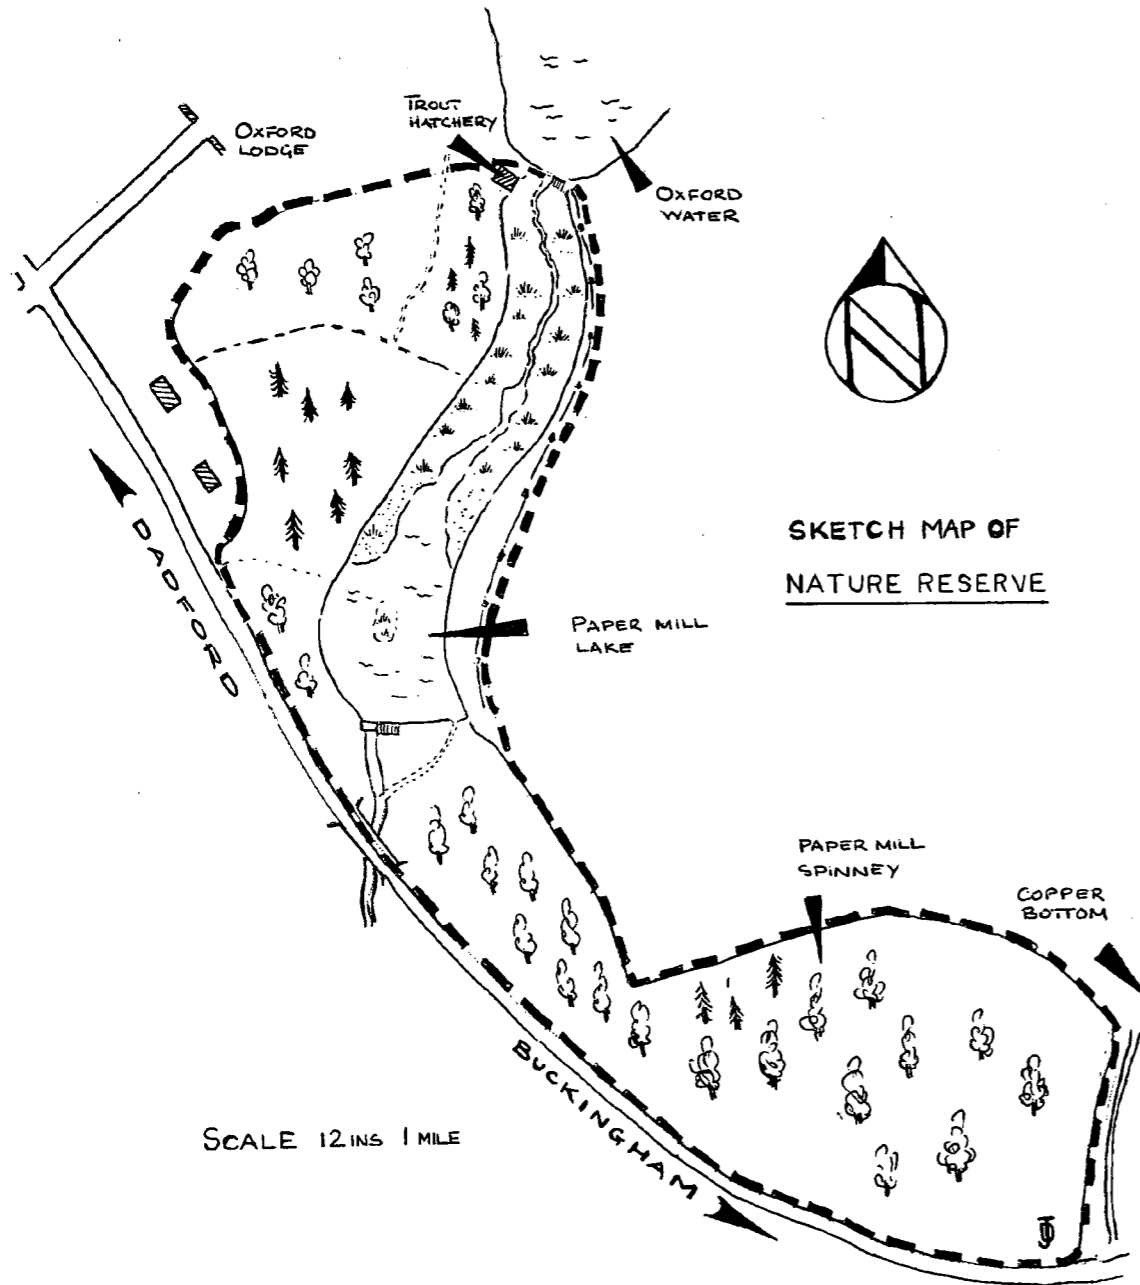 TROUT
HATCHERY
OXFORD
LODGE
OXFORD
WATER
N
SKETCH MAP OF
NATURE RESERVE
DADFORD
PAPER MILL
LAKE
PAPER MILL
SPINNEY
COPPER
BOTTOM
BUCKINGHAM
SCALE 12 INS 1 MILE